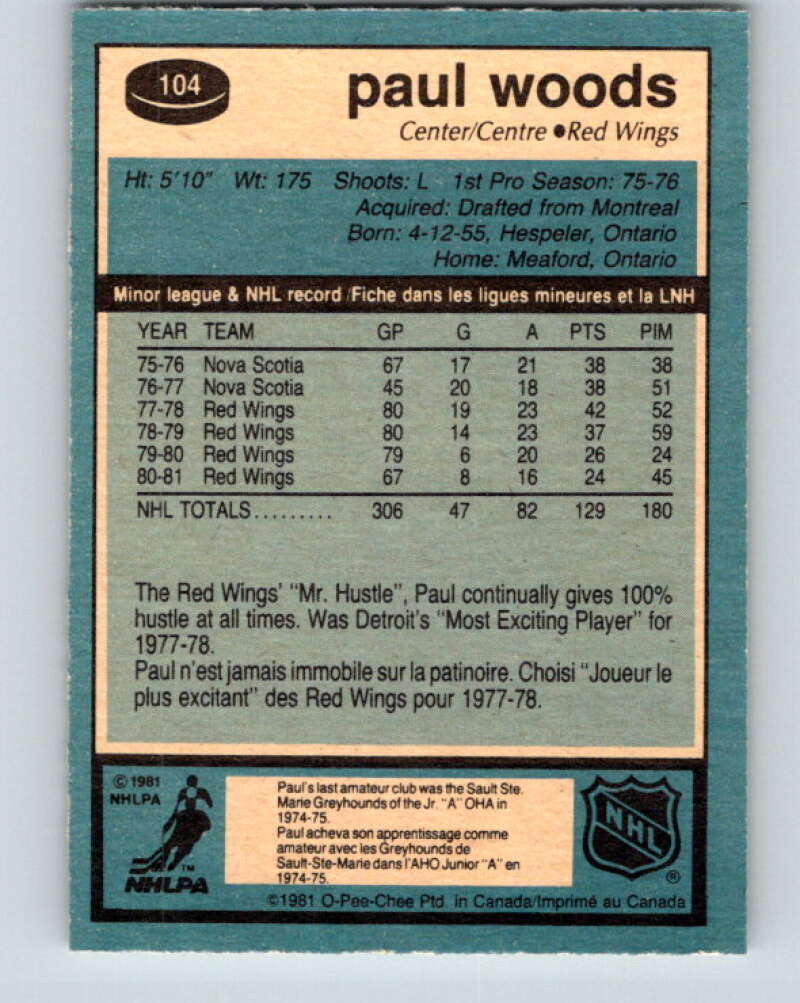 104
paul woods
Center/Centre ●Red Wings
Ht: 5'10" Wt: 175 Shoots: L 1st Pro Season: 75-76
Acquired: Drafted from Montreal
Born: 4-12-55, Hespeler, Ontario
Home: Meaford, Ontario
Minor league & NHL record/Fiche dans les ligues mineures et la LNH
YEAR TEAM GP G A PTS PIM
75-76 Nova Scotia 67 17 21 38 38
76-77 Nova Scotia 45 20 18 38 51
77-78 Red Wings 80 19 23 42 52
78-79 Red Wings 80 14 23 37 59
79-80 Red Wings 79 6 20 26 24
80-81 Red Wings 67 8 16 24 45
NHL TOTALS......... 306 47 82 129 180
The Red Wings' "Mr. Hustle", Paul continually gives 100%
hustle at all times. Was Detroit's "Most Exciting Player" for
1977-78.
Paul n'est jamais immobile sur la patinoire. Choisi "Joueur le
plus excitant" des Red Wings pour 1977-78.
© 1981
NHLPA
TM
NHLPA
Paul's last amateur club was the Sault Ste.
Marie Greyhounds of the Jr. "A" OHA in
1974-75.
Paul acheva son apprentissage comme
amateur avec les Greyhounds de
Sault-Ste-Marie dans l'AHO Junior "A" en
1974-75.
NHL
®
©1981 O-Pee-Chee Ptd. in Canada/Imprimé au Canada